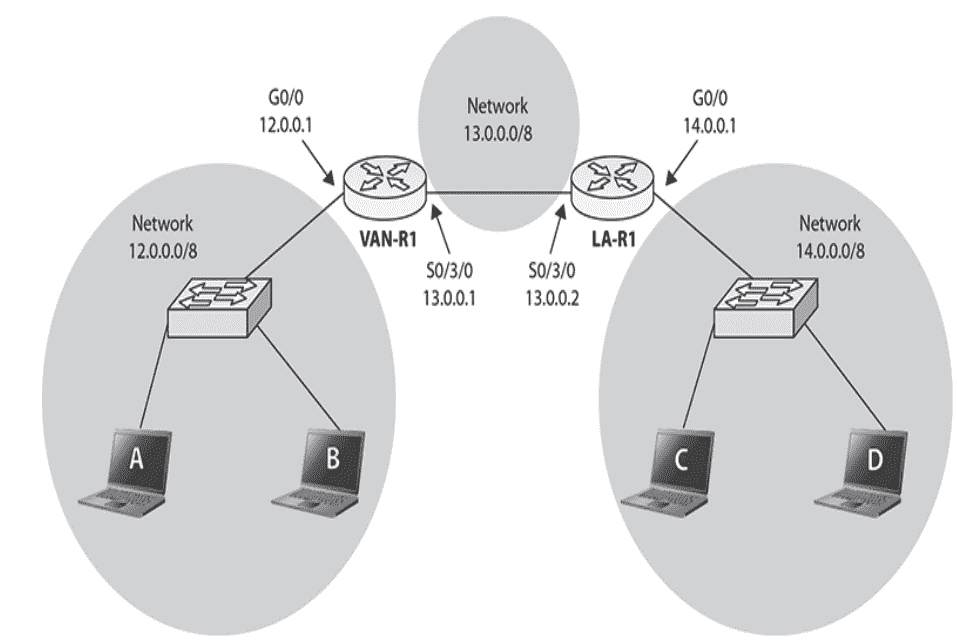 G0/0
12.0.0.1
Network
13.0.0.0/8
G0/0
14.0.0.1
Network
12.0.0.0/8
VAN-R1
LA-R1
Network
14.0.0.0/8
S0/3/0
13.0.0.1
S0/3/0
13.0.0.2
A
B
C
D